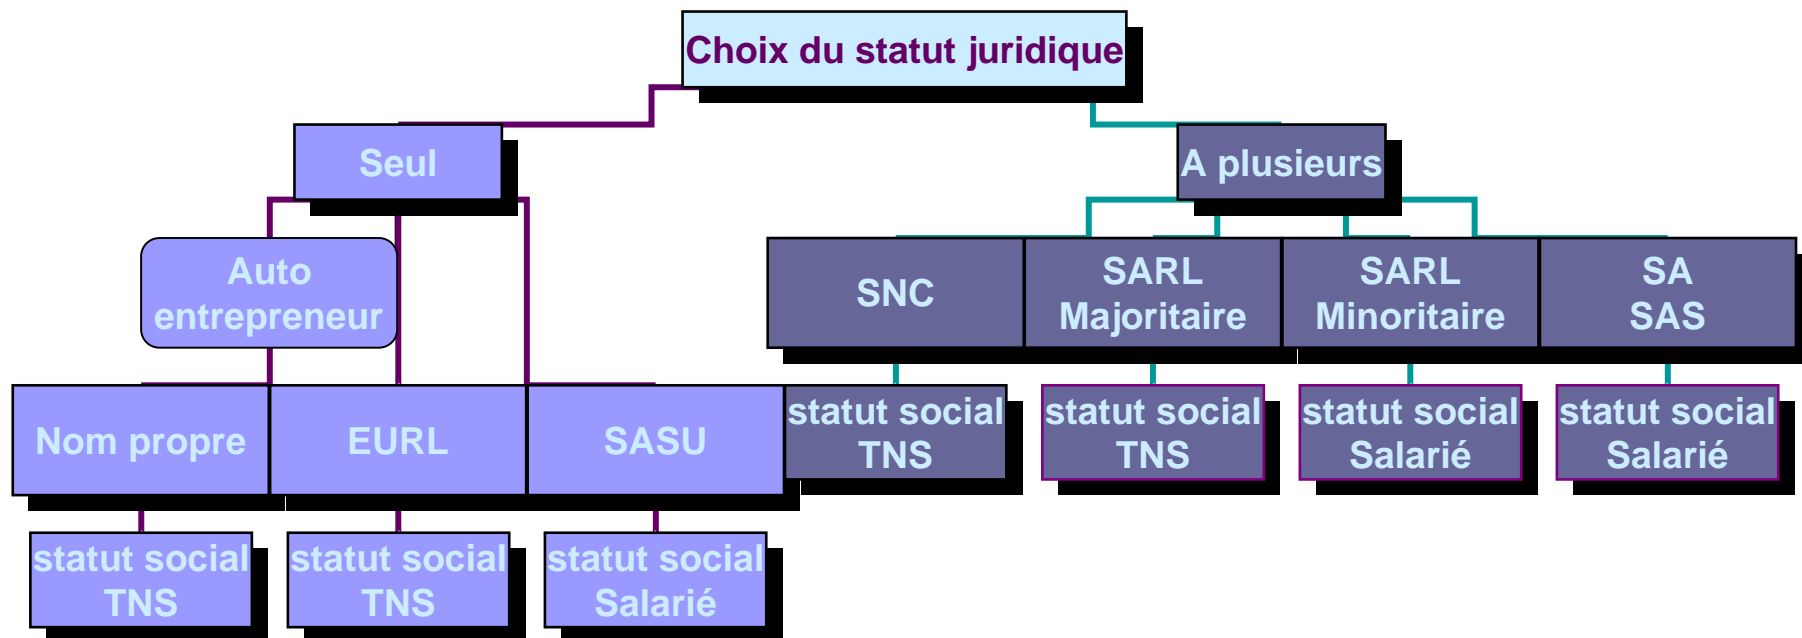 Choix du statut juridique
Seul
A plusieurs
Auto
entrepreneur
SNC
SARL
Majoritaire
SARL
Minoritaire
SA
SAS
Nom propre
EURL
SASU
statut social
TNS
statut social
TNS
statut social
Salarié
statut social
Salarié
statut social
TNS
statut social
TNS
statut social
Salarié